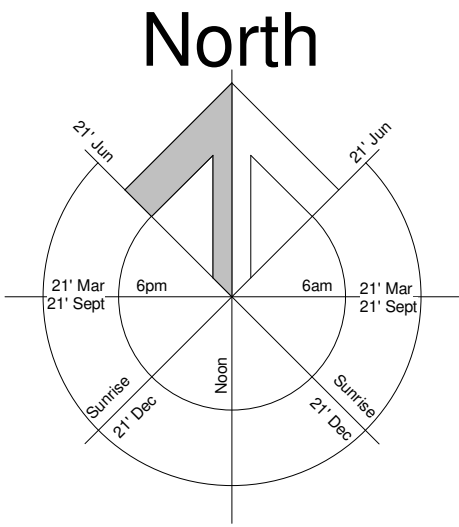 North
21' Jun
21' Jun
21' Mar
21' Sept
6pm
6am
21' Mar
21' Sept
Noon
Sunrise
21' Dec
Sunrise
21' Dec